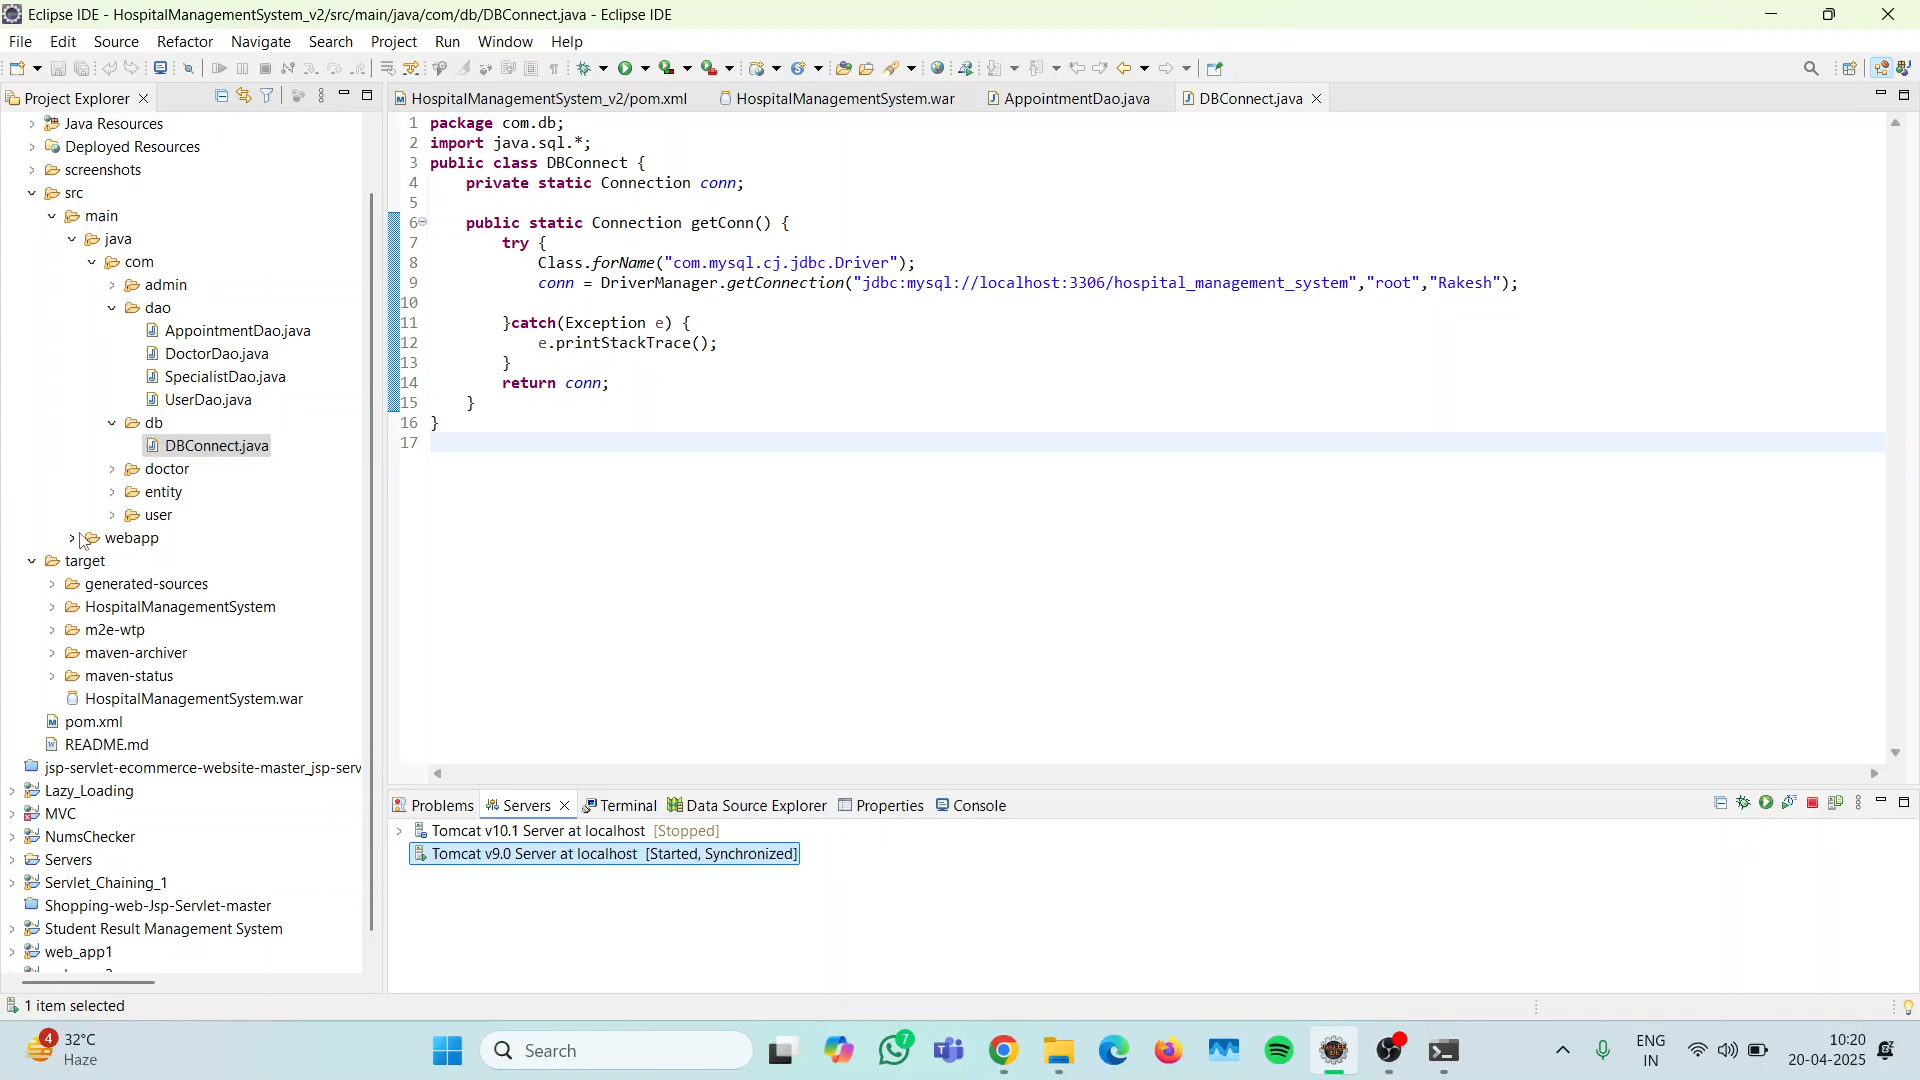 Eclipse IDE - HospitalManagementSystem_v2/src/main/java/com/db/DBConnect.java - Eclipse IDE
File Edit Source Refactor Navigate Search Project Run Window Help
Project Explorer
Java Resources
Deployed Resources
screenshots
src
main
java
com
admin
dao
AppointmentDao.java
DoctorDao.java
SpecialistDao.java
UserDao.java
db
DBConnect.java
doctor
entity
user
webapp
target
generated-sources
HospitalManagementSystem
m2e-wtp
maven-archiver
maven-status
HospitalManagementSystem.war
pom.xml
README.md
jsp-servlet-ecommerce-website-master_jsp-serv
Lazy_Loading
MVC
NumsChecker
Servers
Servlet_Chaining_1
Shopping-web-Jsp-Servlet-master
Student Result Management System
web_app1
HospitalManagementSystem_v2/pom.xml HospitalManagementSystem.war AppointmentDao.java DBConnect.java
1 package com.db;
2 import java.sql.*;
3 public class DBConnect {
4 private static Connection conn;
5
6 public static Connection getConn() {
7 try {
8 Class.forName("com.mysql.cj.jdbc.Driver");
9 conn = DriverManager.getConnection("jdbc:mysql://localhost:3306/hospital_management_system","root","Rakesh");
10
11 }catch(Exception e) {
12 e.printStackTrace();
13 }
14 return conn;
15 }
16 }
17
Problems Servers Terminal Data Source Explorer Properties Console
Tomcat v10.1 Server at localhost [Stopped]
Tomcat v9.0 Server at localhost [Started, Synchronized]
1 item selected
4
32°C
Haze
Search
7
ENG
IN
10:20
20-04-2025